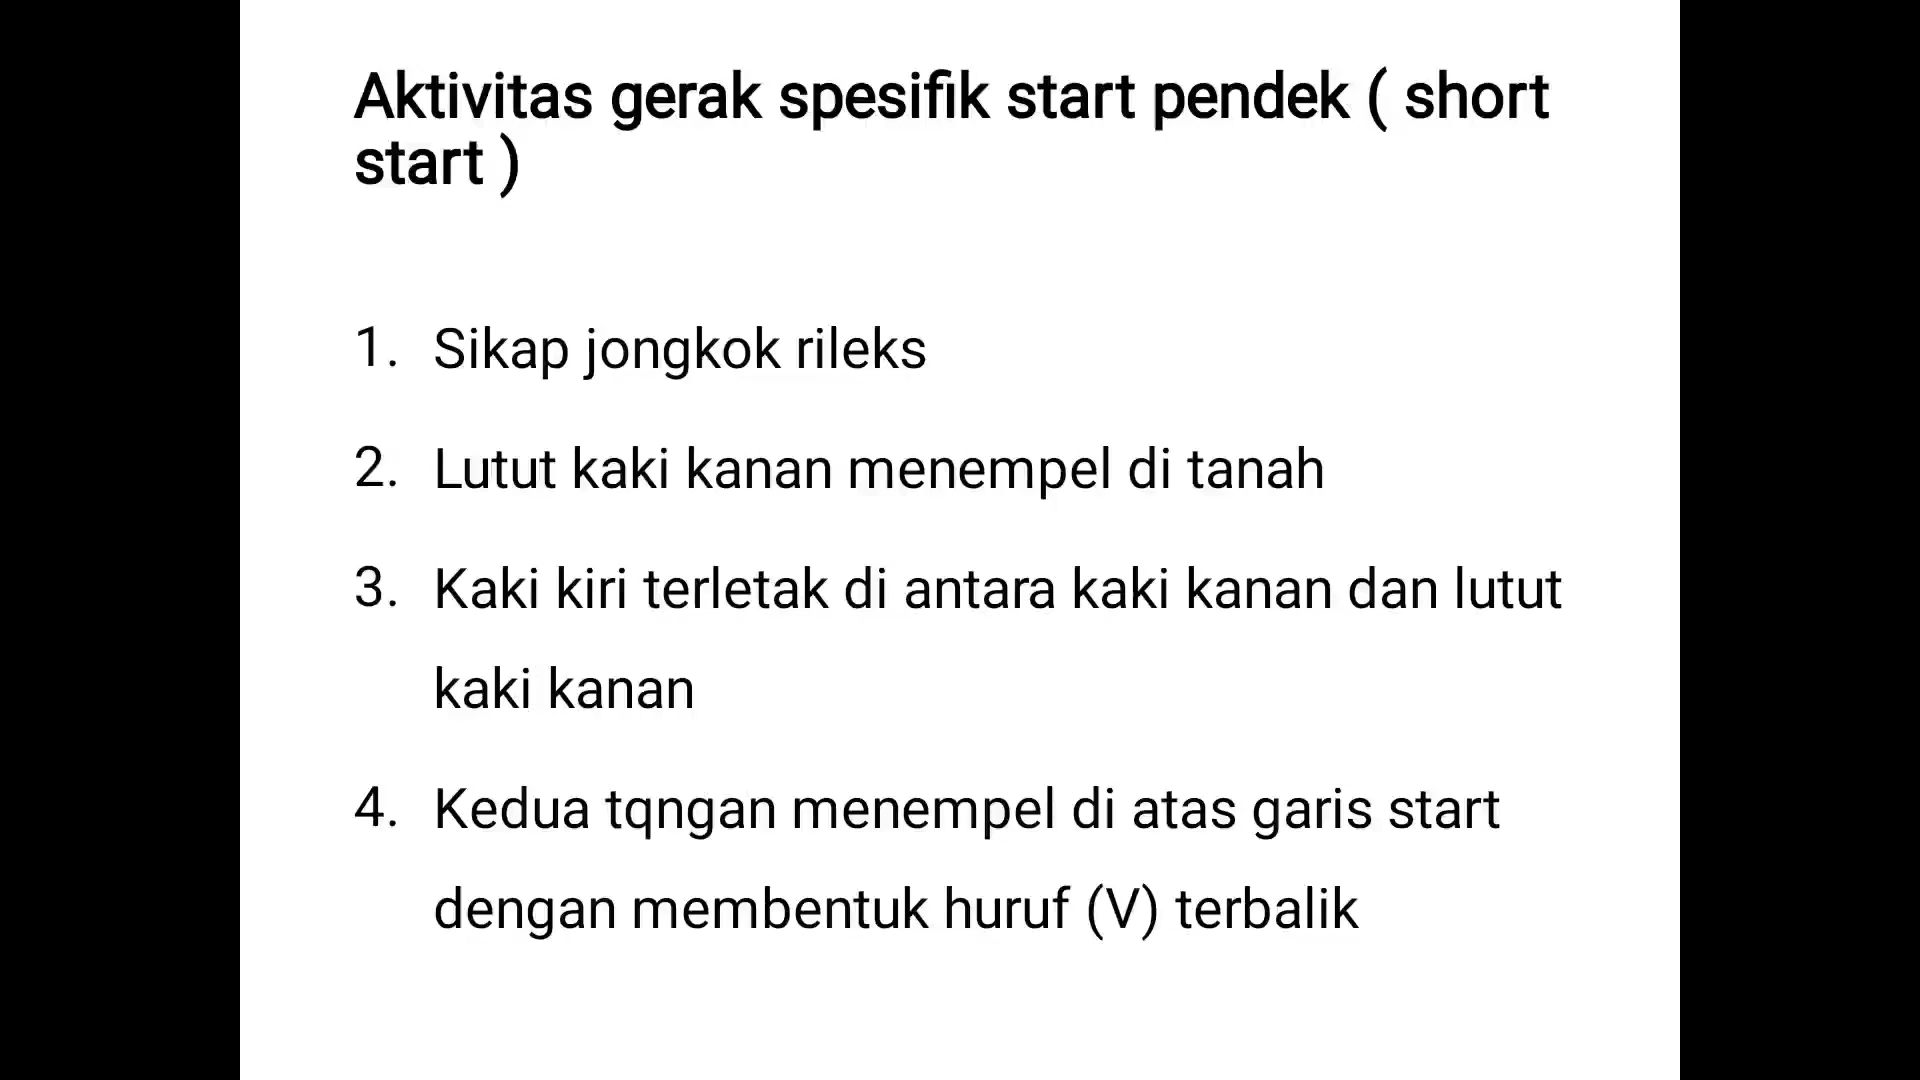 Aktivitas gerak spesifik start pendek ( short
start )
1. Sikap jongkok rileks
2. Lutut kaki kanan menempel di tanah
3. Kaki kiri terletak di antara kaki kanan dan lutut
kaki kanan
4. Kedua tqngan menempel di atas garis start
dengan membentuk huruf (V) terbalik